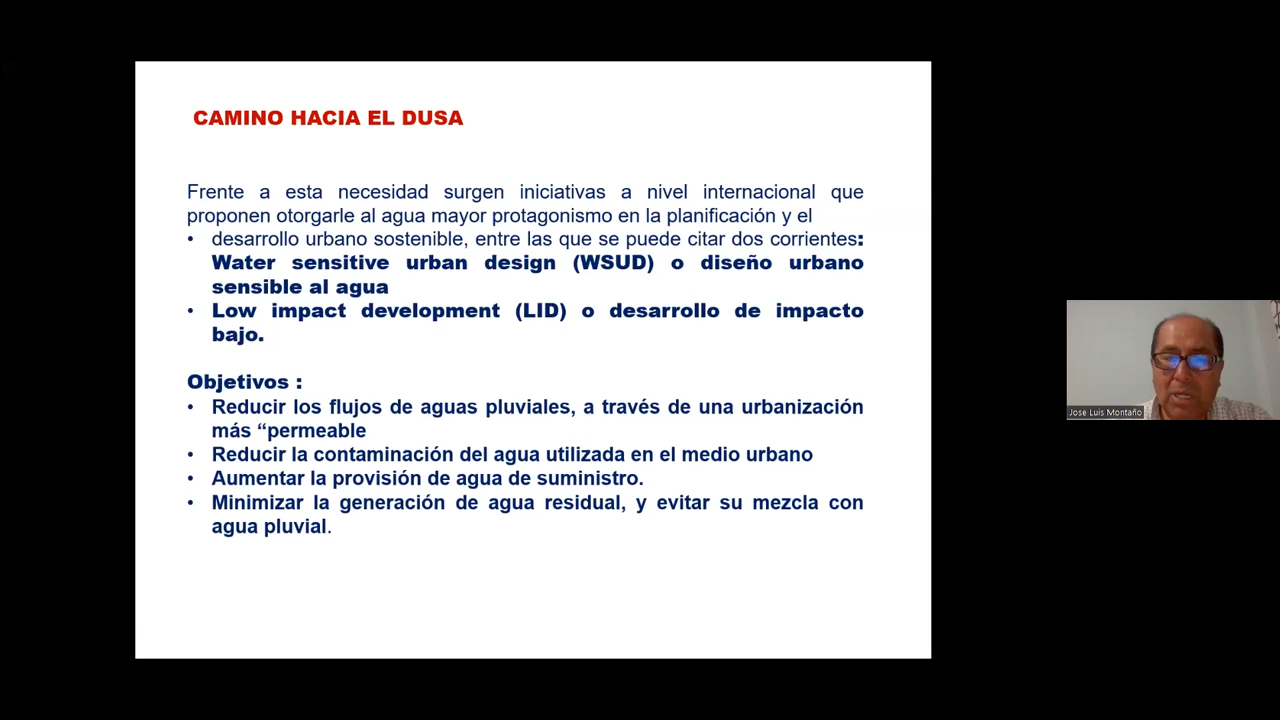 CAMINO HACIA EL DUSA
Frente a esta necesidad surgen iniciativas a nivel internacional que
proponen otorgarle al agua mayor protagonismo en la planificación y el
• desarrollo urbano sostenible, entre las que se puede citar dos corrientes:
Water sensitive urban design (WSUD) o diseño urbano
sensible al agua
• Low impact development (LID) o desarrollo de impacto
bajo.
Objetivos :
• Reducir los flujos de aguas pluviales, a través de una urbanización
más “permeable
• Reducir la contaminación del agua utilizada en el medio urbano
• Aumentar la provisión de agua de suministro.
• Minimizar la generación de agua residual, y evitar su mezcla con
agua pluvial.
Jose Luis Montaño